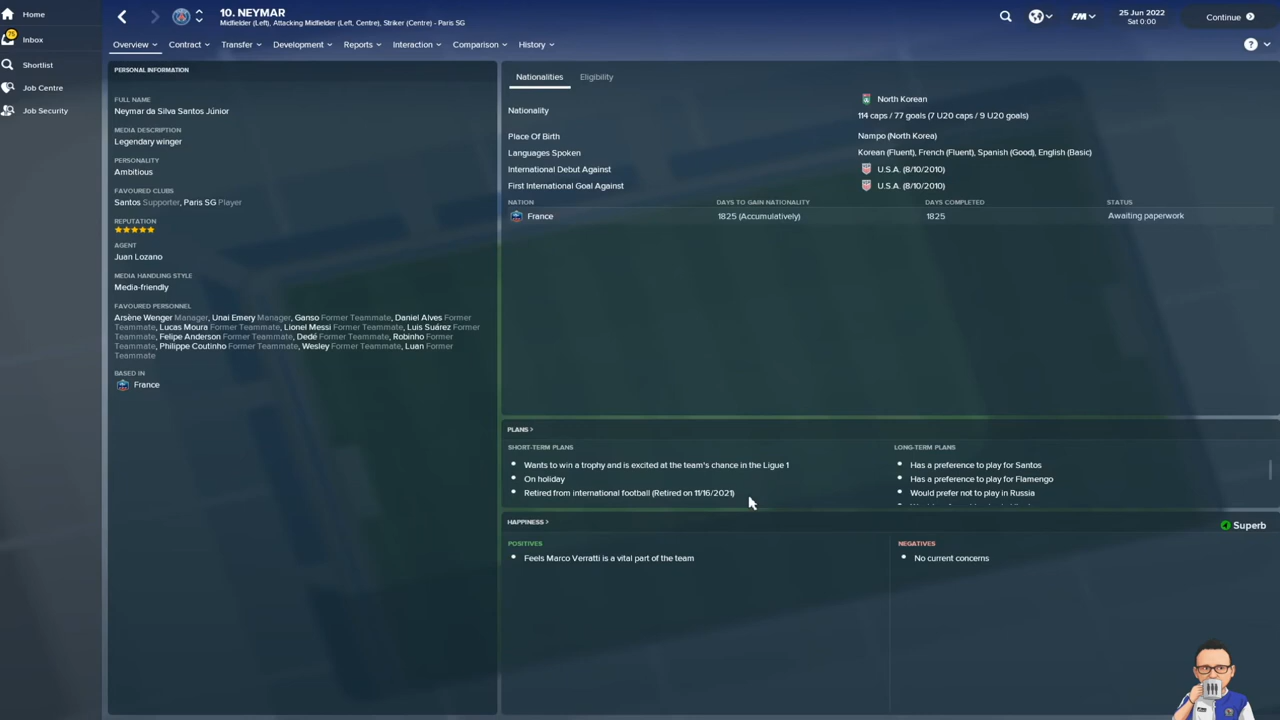 Home
75
Inbox
Shortlist
Job Centre
Job Security
10. NEYMAR
Midfielder (Left), Attacking Midfielder (Left, Centre), Striker (Centre) - Paris SG
FM
25 Jun 2022
Sat 0:00
Continue
Overview
Contract
Transfer
Development
Reports
Interaction
Comparison
History
?
PERSONAL INFORMATION
FULL NAME
Neymar da Silva Santos Júnior
MEDIA DESCRIPTION
Legendary winger
PERSONALITY
Ambitious
FAVOURED CLUBS
Santos Supporter, Paris SG Player
REPUTATION
AGENT
Juan Lozano
MEDIA HANDLING STYLE
Media-friendly
FAVOURED PERSONNEL
Arsène Wenger Manager, Unai Emery Manager, Ganso Former Teammate, Daniel Alves Former
Teammate, Lucas Moura Former Teammate, Lionel Messi Former Teammate, Luis Suárez Former
Teammate, Felipe Anderson Former Teammate, Dedé Former Teammate, Robinho Former
Teammate, Philippe Coutinho Former Teammate, Wesley Former Teammate, Luan Former
Teammate
BASED IN
France
Nationalities
Eligibility
Nationality
North Korean
114 caps / 77 goals (7 U20 caps / 9 U20 goals)
Place Of Birth
Nampo (North Korea)
Languages Spoken
Korean (Fluent), French (Fluent), Spanish (Good), English (Basic)
International Debut Against
U.S.A. (8/10/2010)
First International Goal Against
U.S.A. (8/10/2010)
NATION
DAYS TO GAIN NATIONALITY
DAYS COMPLETED
STATUS
France
1825 (Accumulatively)
1825
Awaiting paperwork
PLANS >
SHORT-TERM PLANS
Wants to win a trophy and is excited at the team's chance in the Ligue 1
On holiday
Retired from international football (Retired on 11/16/2021)
LONG-TERM PLANS
Has a preference to play for Santos
Has a preference to play for Flamengo
Would prefer not to play in Russia
HAPPINESS >
Superb
POSITIVES
Feels Marco Verratti is a vital part of the team
NEGATIVES
No current concerns